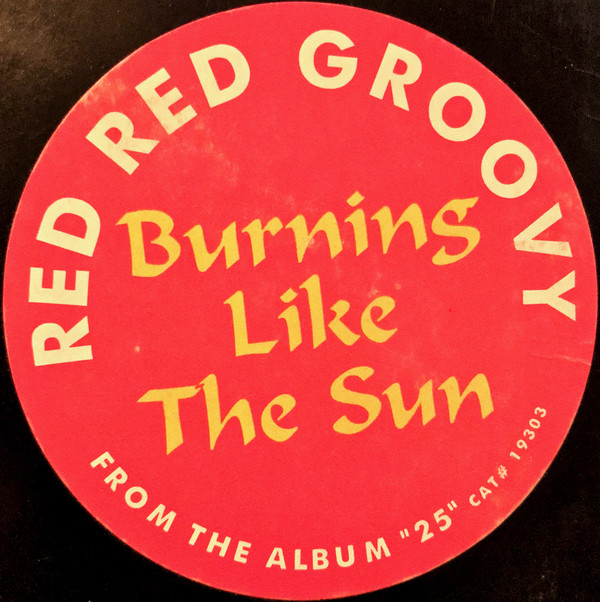 RED RED GROOVY
Burning
Like
The Sun
FROM THE ALBUM "25" CAT# 19303